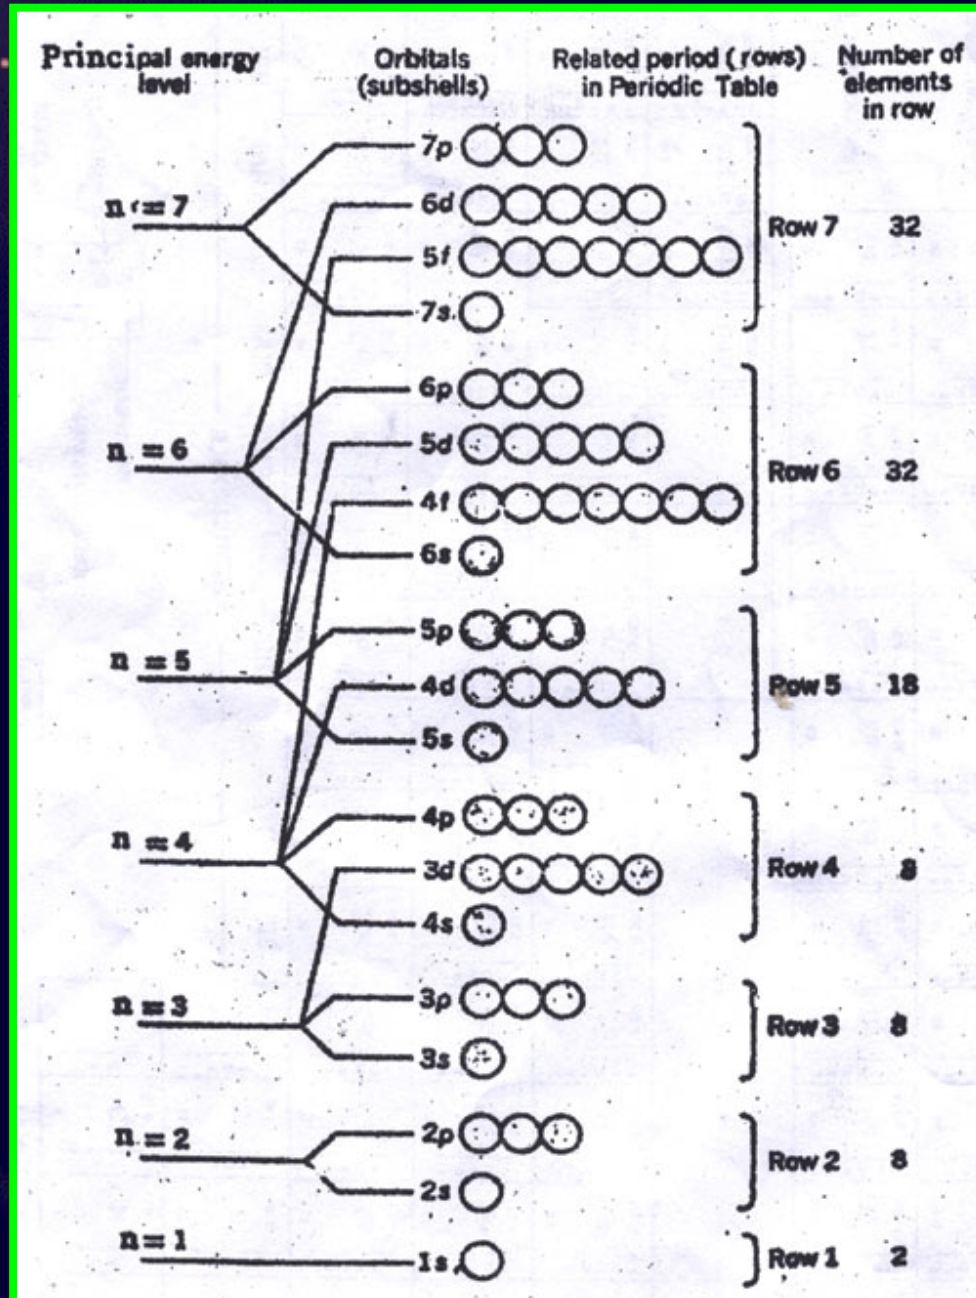 Principal energy level
Orbitals (subshells)
Related period (rows) in Periodic Table
Number of elements in row
n = 7
7p
6d
5f
7s
Row 7 32
n = 6
6p
5d
4f
6s
Row 6 32
n = 5
5p
4d
5s
Row 5 18
n = 4
4p
3d
4s
Row 4 8
n = 3
3p
3s
Row 3 8
n = 2
2p
2s
Row 2 8
n = 1
1s
Row 1 2